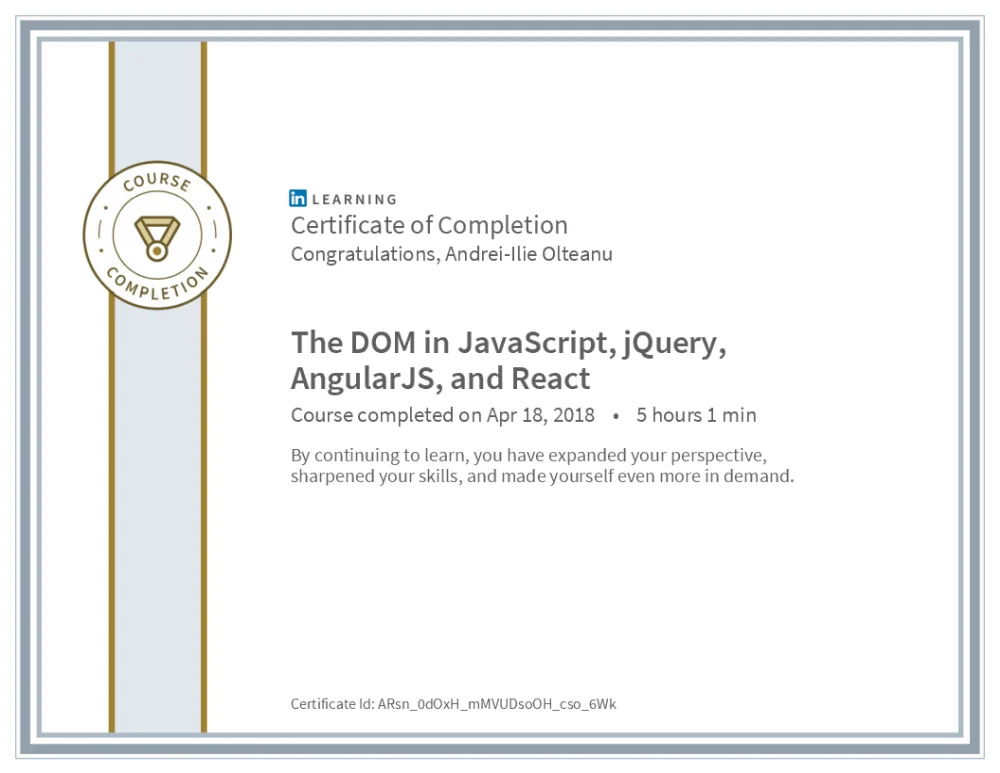 COURSE
COMPLETION
in LEARNING
Certificate of Completion
Congratulations, Andrei-Ilie Olteanu
The DOM in JavaScript, jQuery,
AngularJS, and React
Course completed on Apr 18, 2018 • 5 hours 1 min
By continuing to learn, you have expanded your perspective,
sharpened your skills, and made yourself even more in demand.
Certificate Id: ARsn_0dOxH_mMVUDsoOH_cso_6Wk